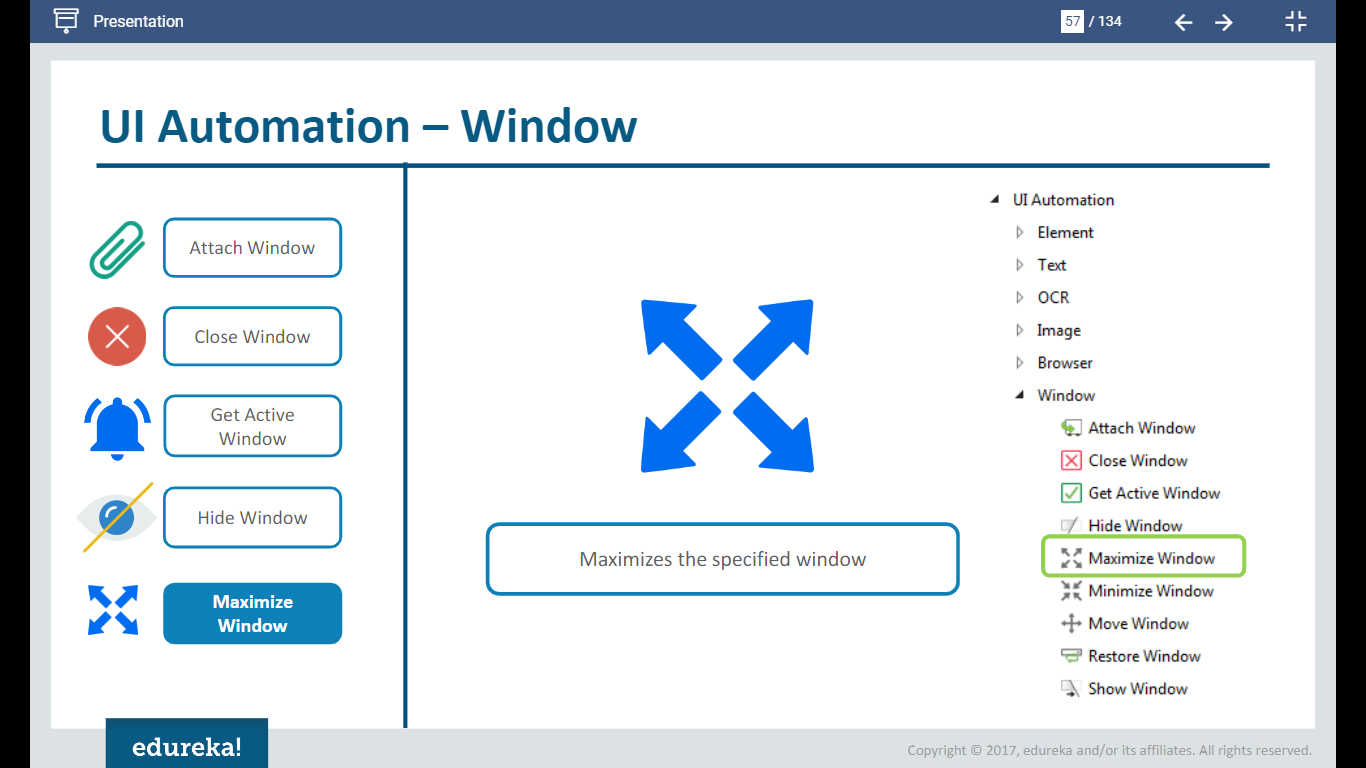 Presentation
57 / 134
UI Automation – Window
Attach Window
Close Window
Get Active
Window
Hide Window
Maximize
Window
Maximizes the specified window
UI Automation
Element
Text
OCR
Image
Browser
Window
Attach Window
Close Window
Get Active Window
Hide Window
Maximize Window
Minimize Window
Move Window
Restore Window
Show Window
edureka!
Copyright © 2017, edureka and/or its affiliates. All rights reserved.